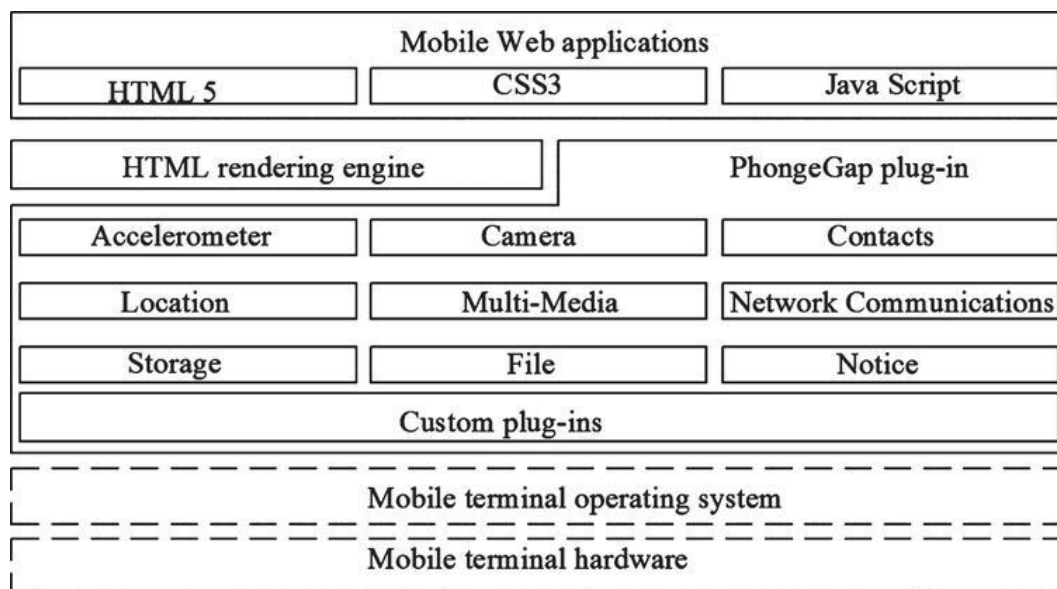 Mobile Web applications
HTML 5 CSS3 Java Script
HTML rendering engine PhongeGap plug-in
Accelerometer Camera Contacts
Location Multi-Media Network Communications
Storage File Notice
Custom plug-ins
Mobile terminal operating system
Mobile terminal hardware